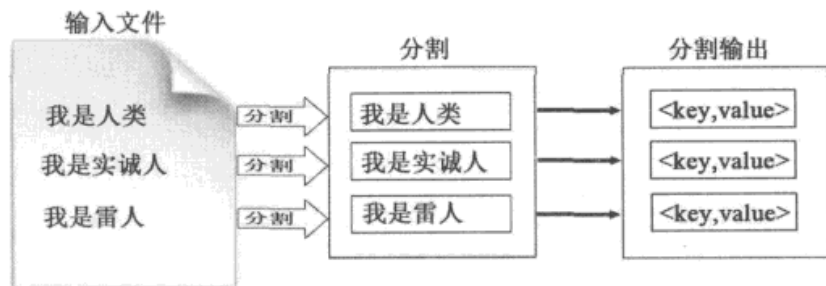 输入文件
分割
分割输出
我是人类
分割
我是人类
<key,value>
我是实诚人
分割
我是实诚人
<key,value>
我是雷人
分割
我是雷人
<key,value>